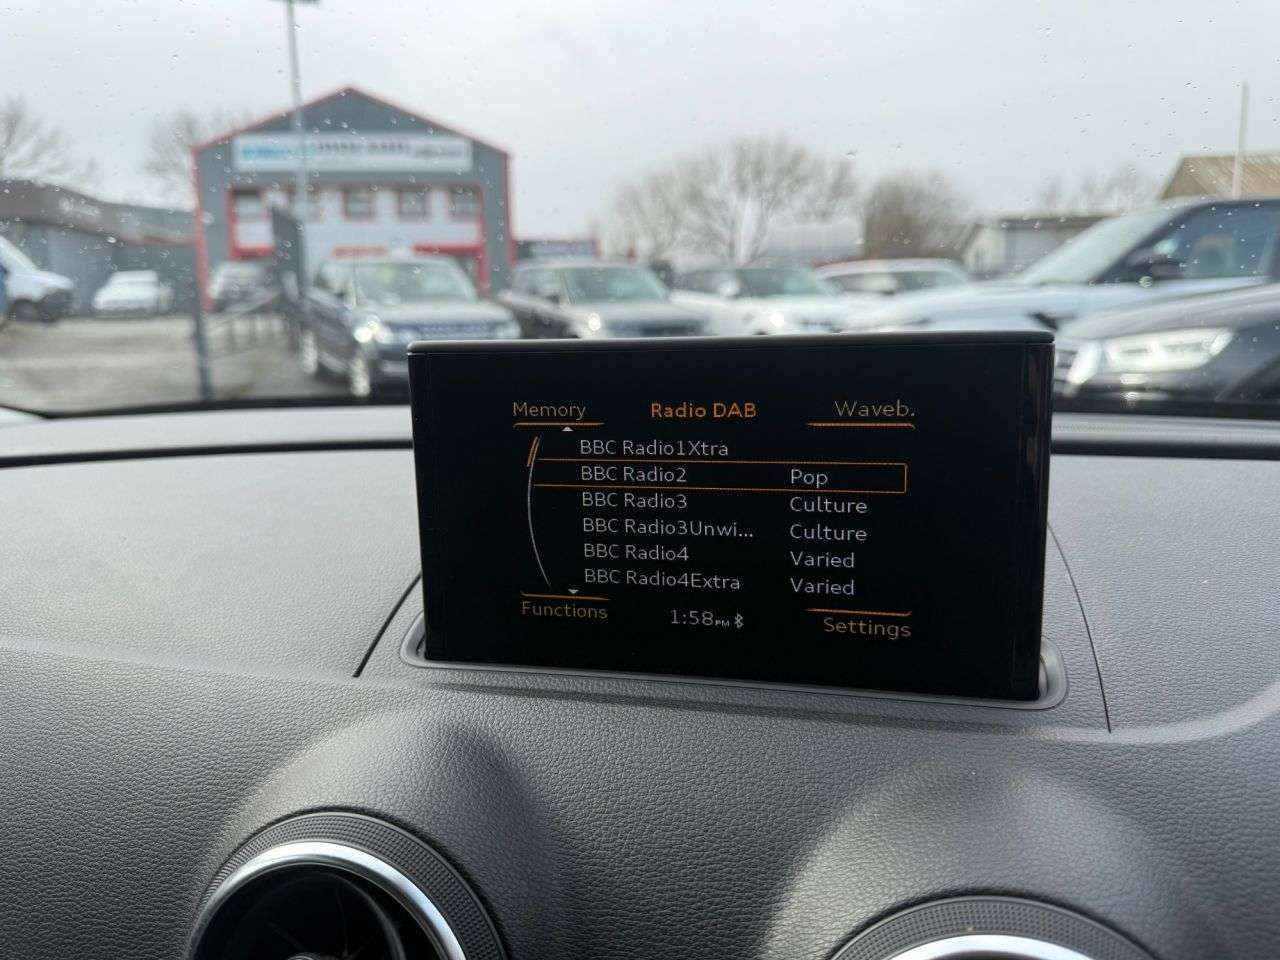 Memory Radio DAB Waveb.
BBC Radio1Xtra
BBC Radio2 Pop
BBC Radio3 Culture
BBC Radio3Unwi... Culture
BBC Radio4 Varied
BBC Radio4Extra Varied
Functions 1:58PM Settings